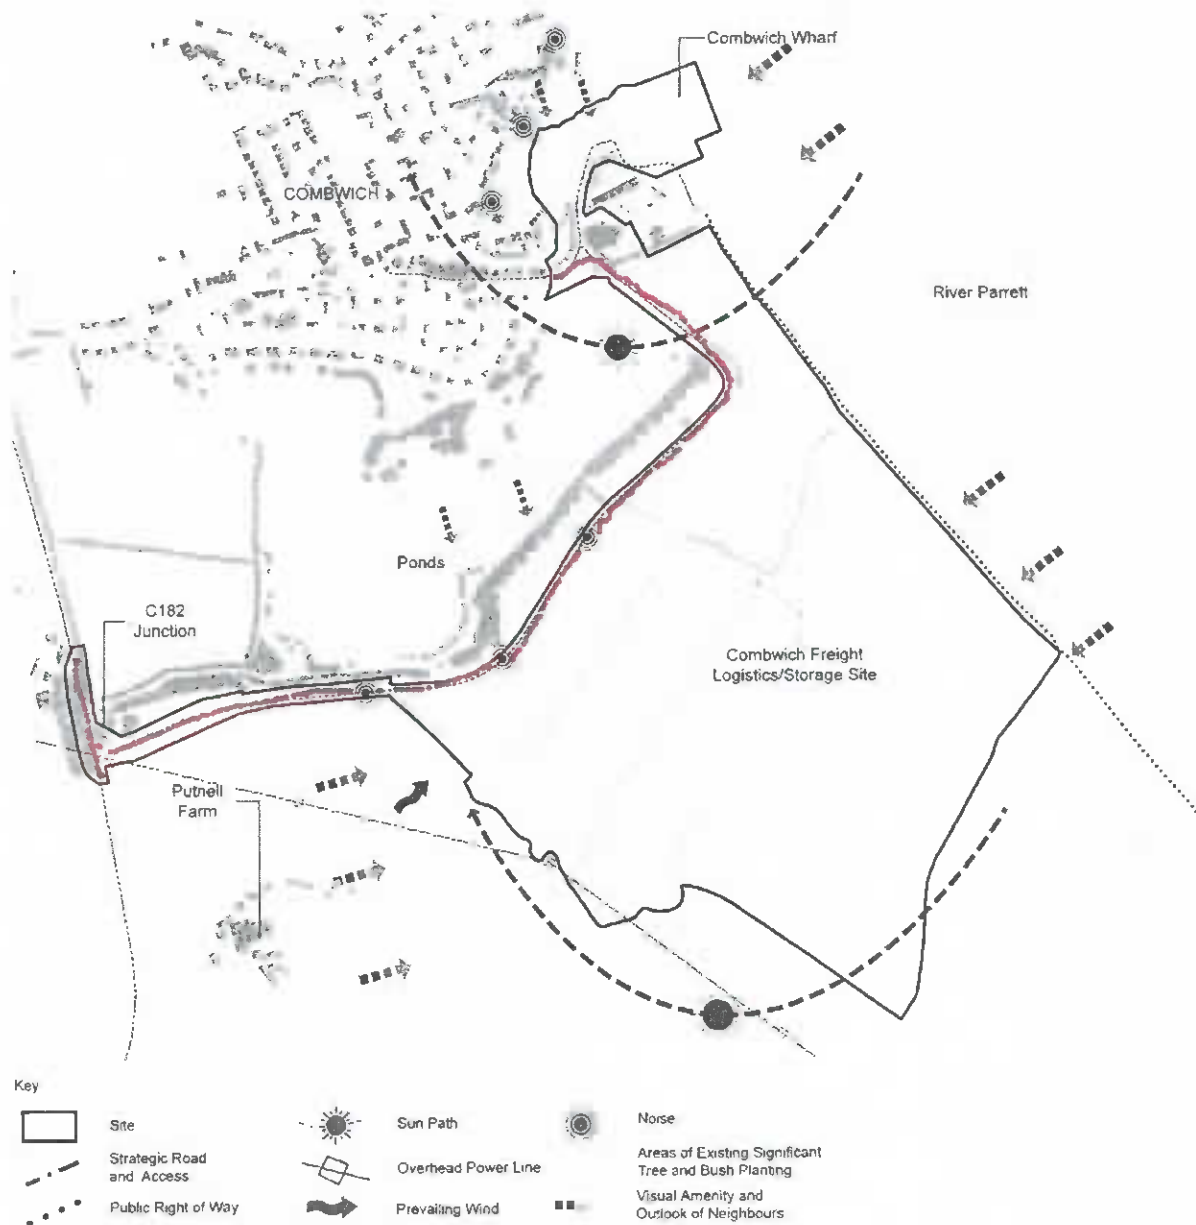 Combwich Wharf
COMBWICH
River Parrett
Ponds
C182
Junction
Combwich Freight
Logistics/Storage Site
Putnell
Farm
Key
Site
Sun Path
Noise
Strategic Road
and Access
Overhead Power Line
Areas of Existing Significant
Tree and Bush Planting
Public Right of Way
Prevailing Wind
Visual Amenity and
Outlook of Neighbours